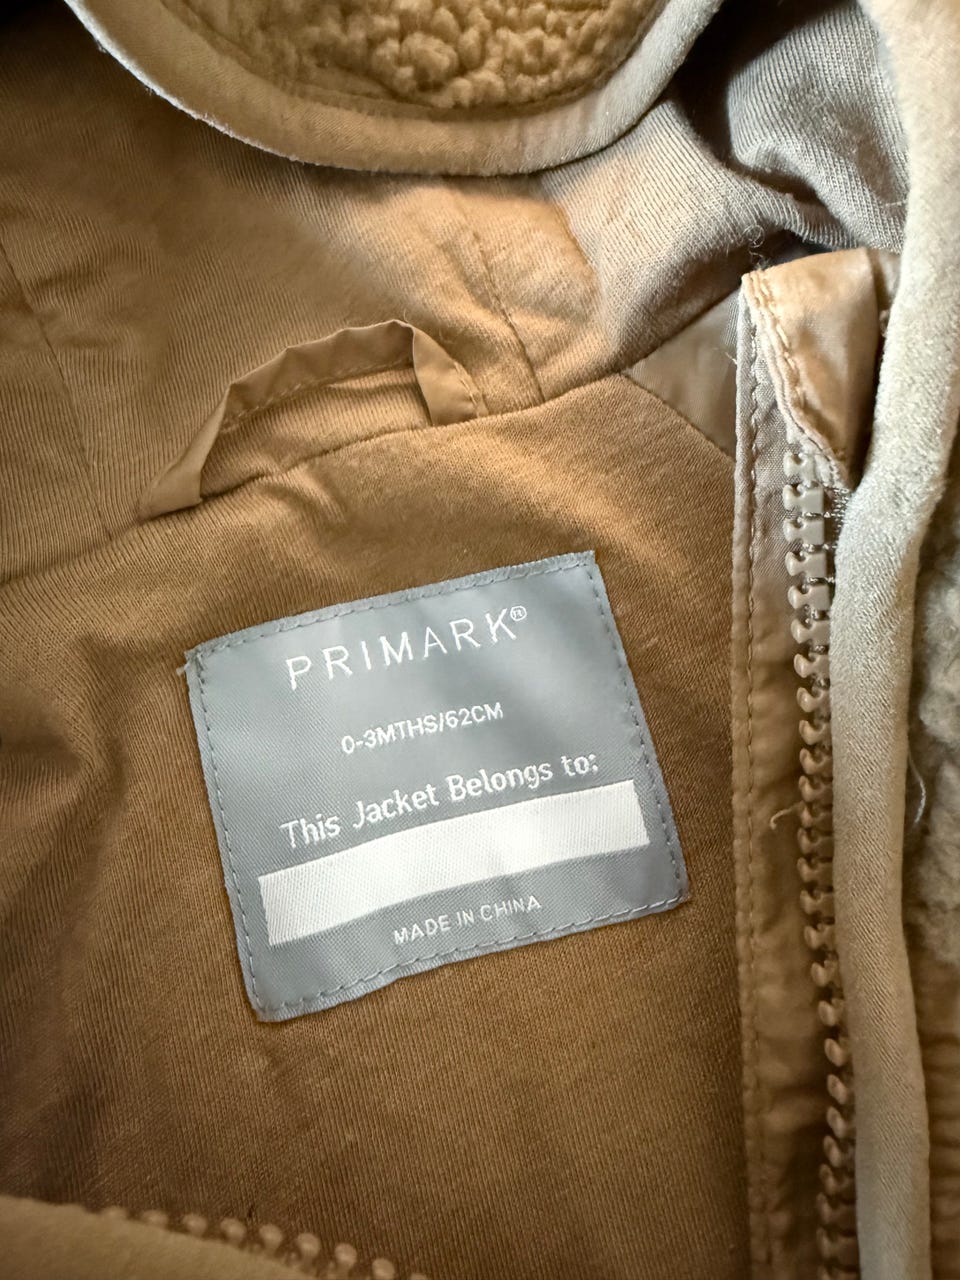 PRIMARK®
0-3MTHS/62CM
This Jacket Belongs to:
MADE IN CHINA